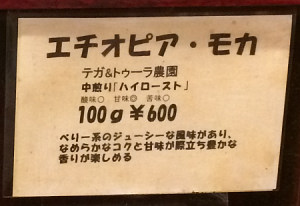 エチオピア・モカ
テガ&トゥーラ農園
中煎り「ハイロースト」
酸味○ 甘味◎ 苦味○
100g ¥600
べリー系のジューシーな風味があり、
なめらかなコクと甘味が際立ち豊かな
香りが楽しめる